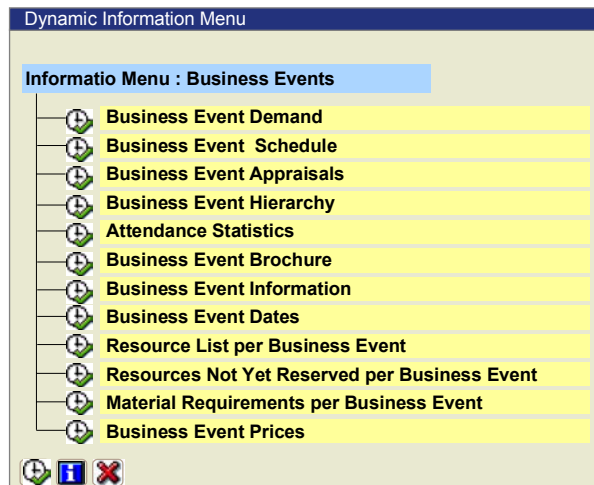 Dynamic Information Menu
Informatio Menu : Business Events
Business Event Demand
Business Event  Schedule
Business Event Appraisals
Business Event Hierarchy
Attendance Statistics
Business Event Brochure
Business Event Information
Business Event Dates
Resource List per Business Event
Resources Not Yet Reserved per Business Event
Material Requirements per Business Event
Business Event Prices